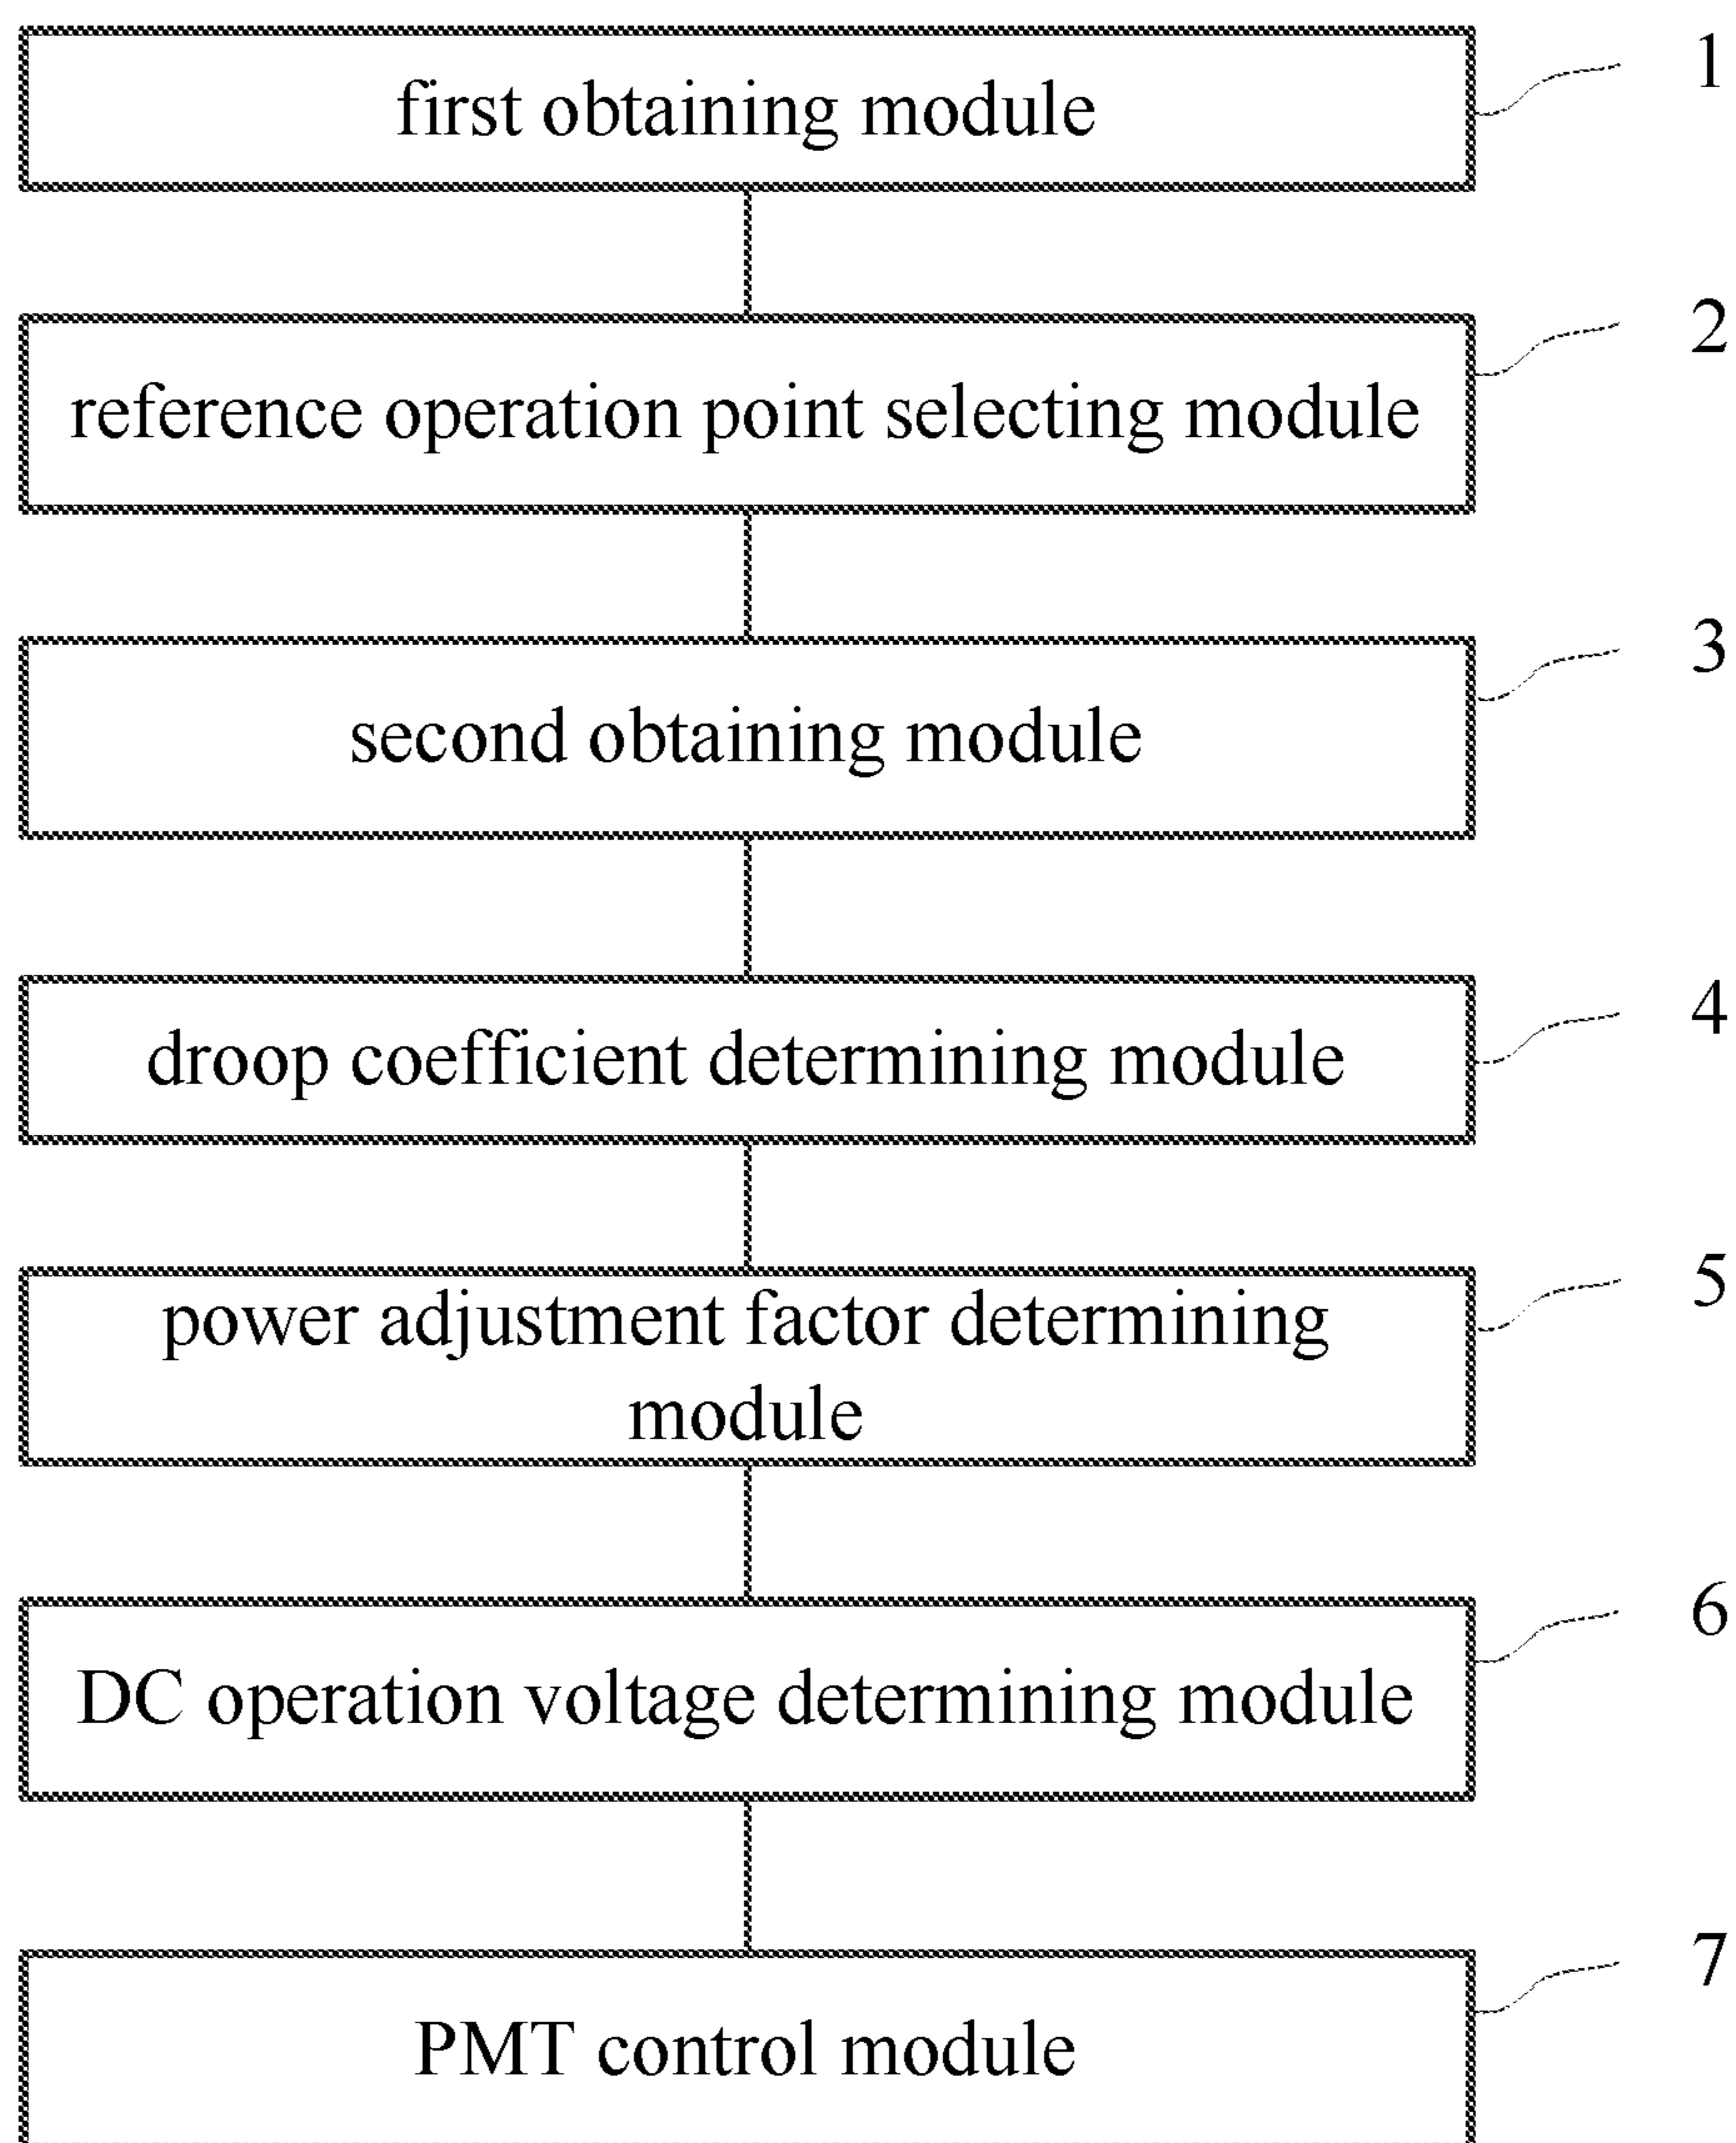 first obtaining module
1
reference operation point selecting module
2
second obtaining module
3
droop coefficient determining module
4
power adjustment factor determining
module
5
DC operation voltage determining module
6
PMT control module
7